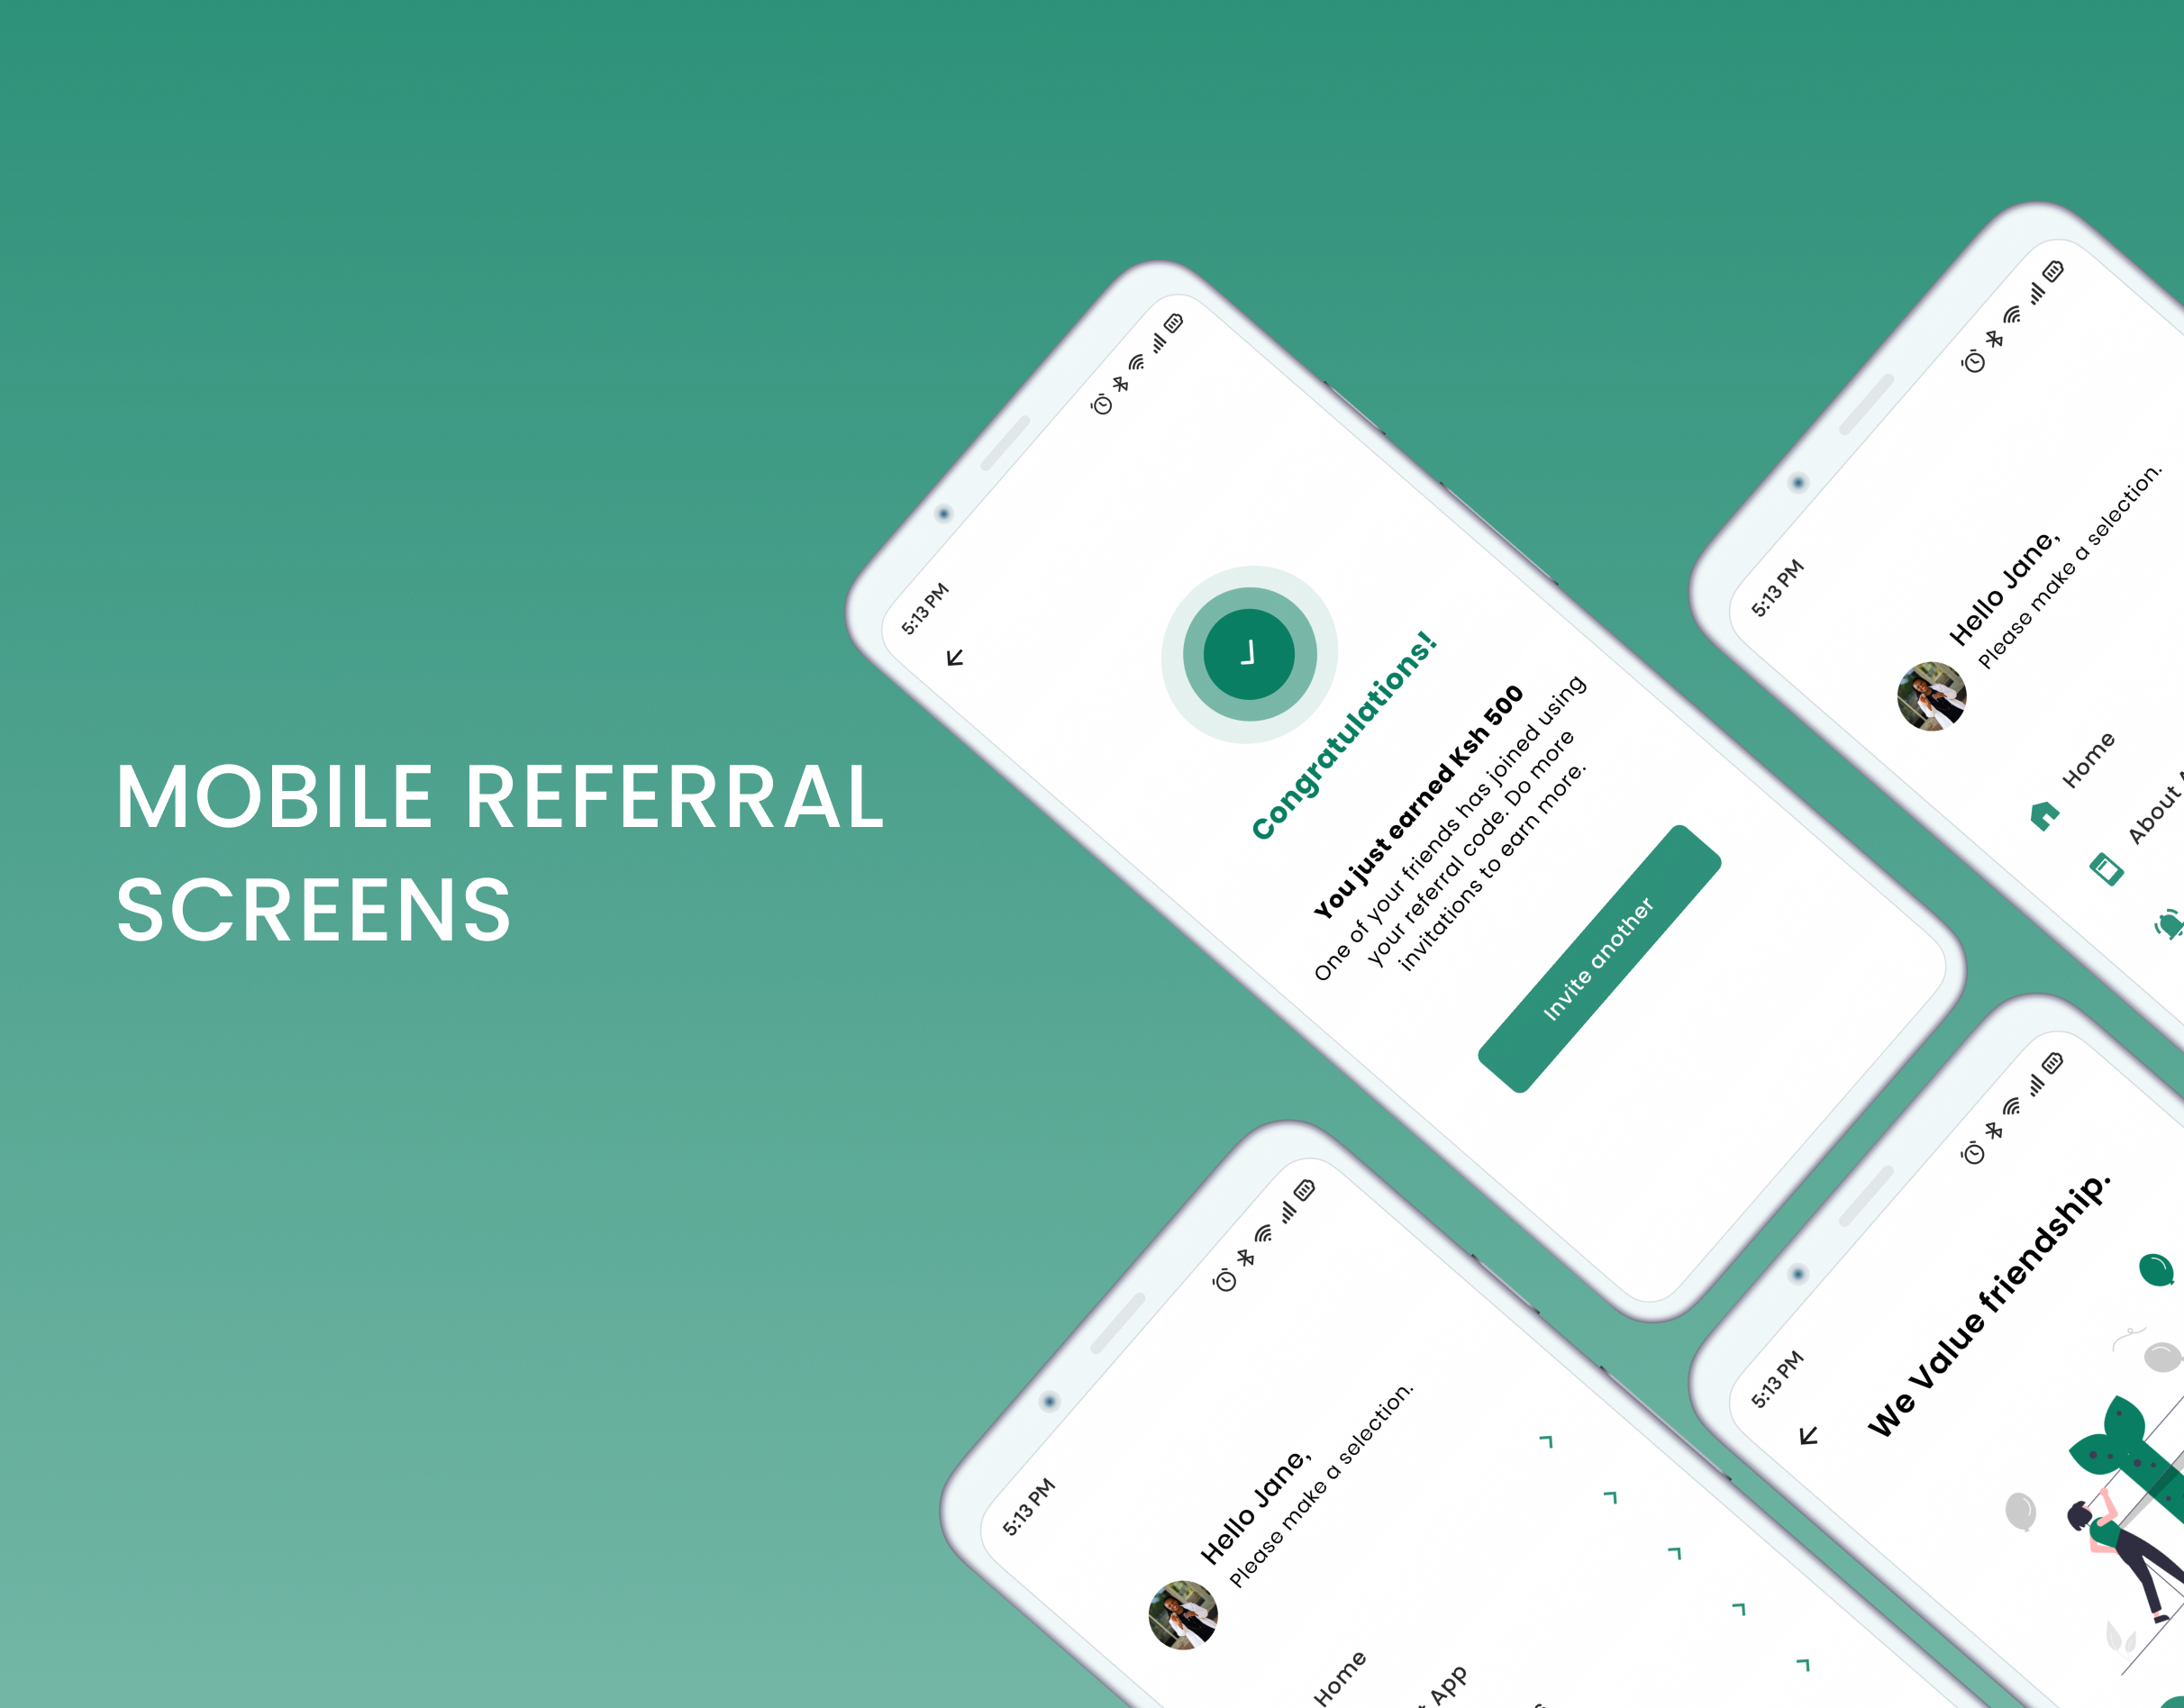 MOBILE REFERRAL
SCREENS
5:13 PM
Congratulations!
You just earned Ksh 500
One of your friends has joined using
your referral code. Do more
invitations to earn more.
Invite another
5:13 PM
Hello Jane,
Please make a selection.
Home
About
5:13 PM
We Value friendship.
5:13 PM
Hello Jane,
Please make a selection.
Home
App